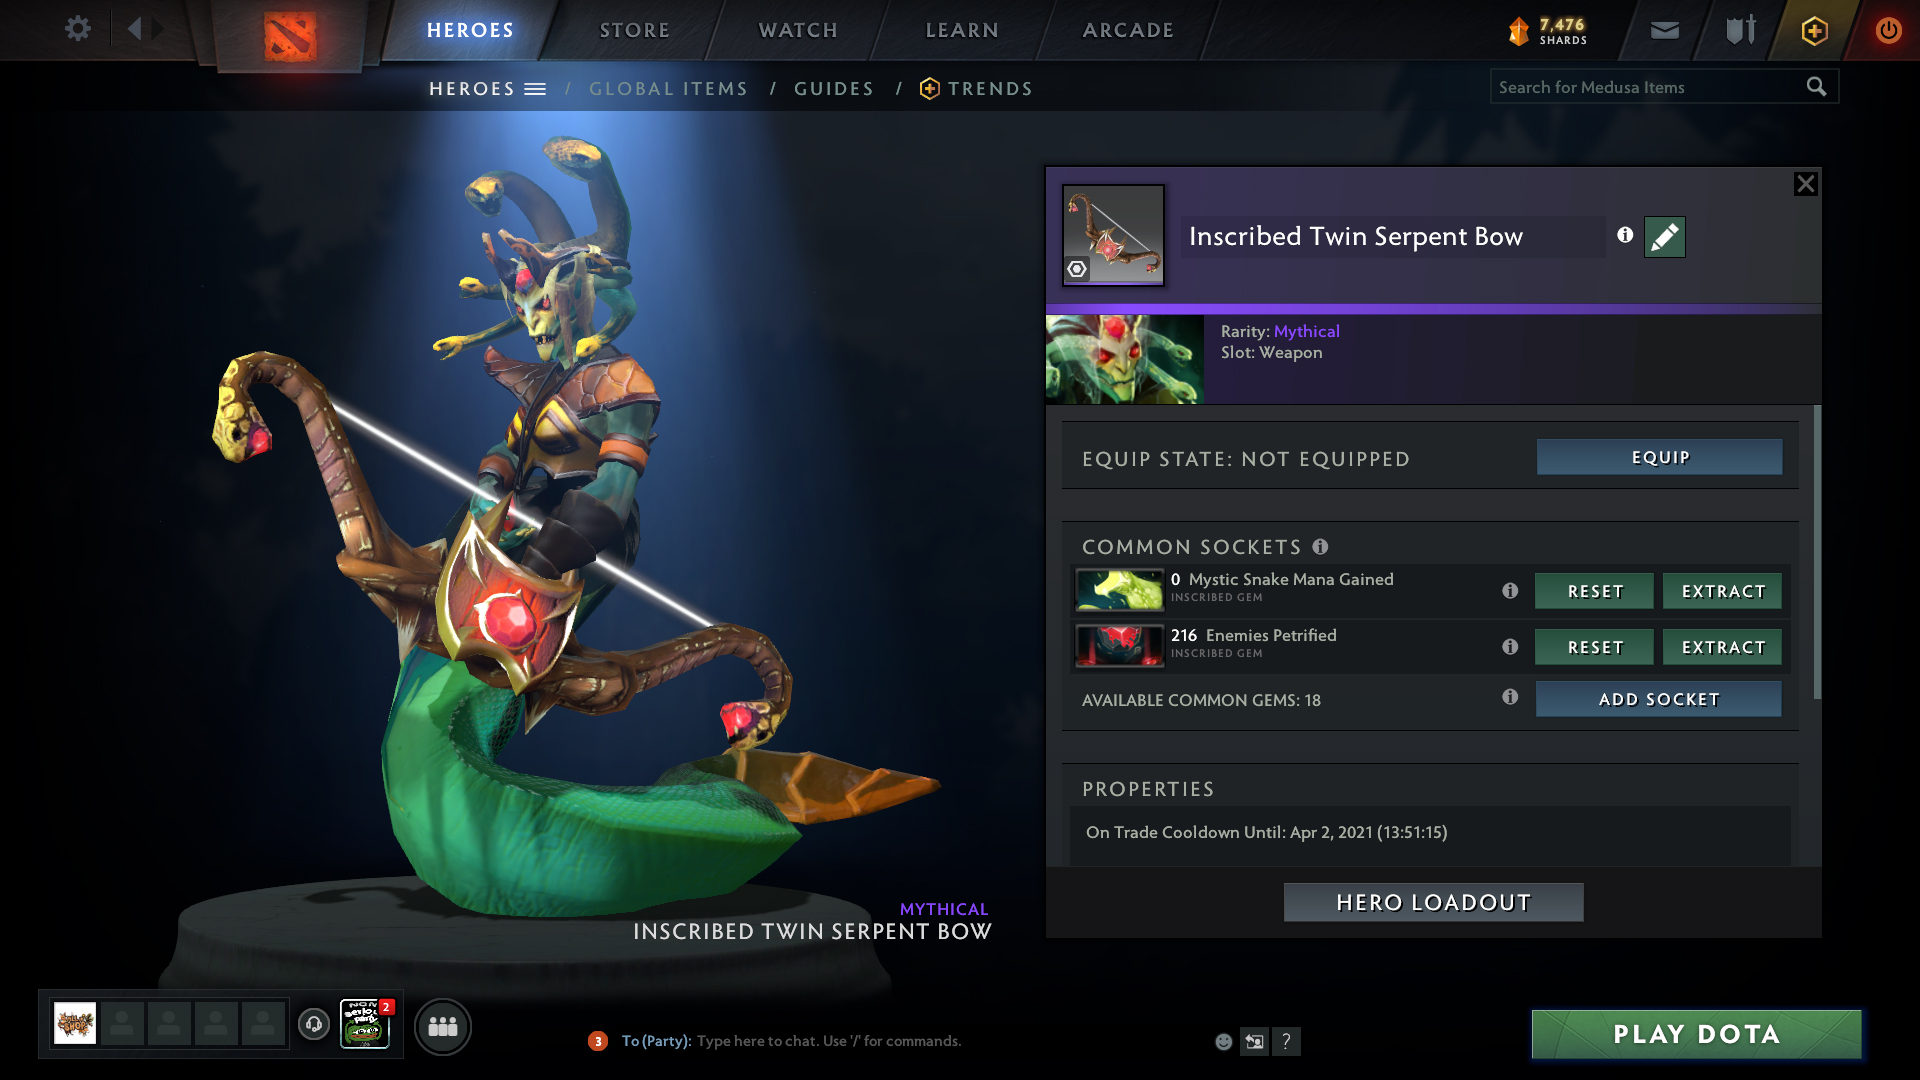 HEROES
STORE
WATCH
LEARN
ARCADE
7,476
SHARDS
HEROES / GLOBAL ITEMS / GUIDES / TRENDS
Search for Medusa Items
Inscribed Twin Serpent Bow
Rarity: Mythical
Slot: Weapon
EQUIP STATE: NOT EQUIPPED
EQUIP
COMMON SOCKETS
0 Mystic Snake Mana Gained
INSCRIBED GEM
RESET
EXTRACT
216 Enemies Petrified
INSCRIBED GEM
RESET
EXTRACT
AVAILABLE COMMON GEMS: 18
ADD SOCKET
PROPERTIES
On Trade Cooldown Until: Apr 2, 2021 (13:51:15)
HERO LOADOUT
MYTHICAL
INSCRIBED TWIN SERPENT BOW
2
3
To (Party): Type here to chat. Use '/' for commands.
?
PLAY DOTA